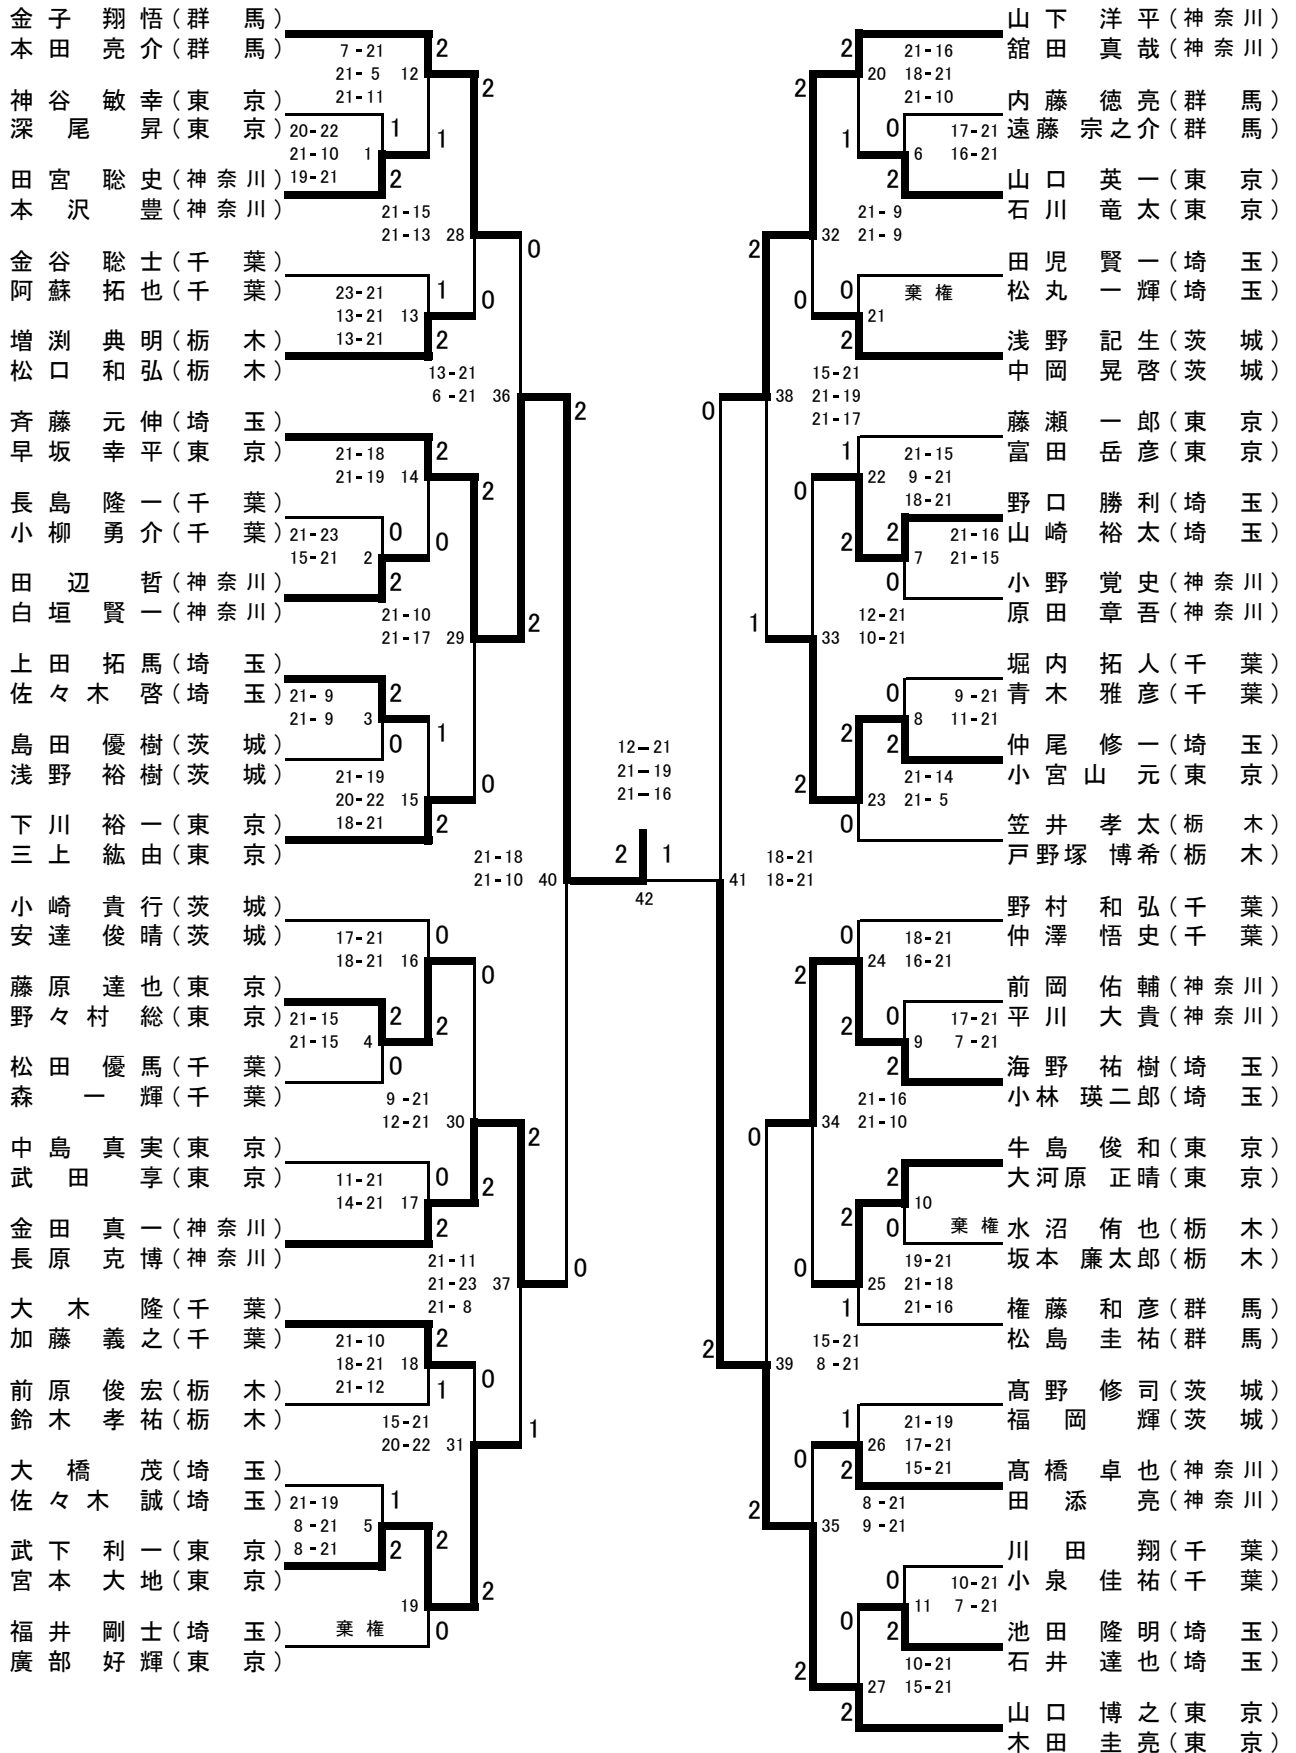 金子 翔悟(群 馬)
本田 亮介(群 馬)
7-21
21-5 12
21-11
2
2
神谷 敏幸(東 京)
深尾 昇(東 京)
20-22
21-10 1
19-21
1
1
2
田宮 聡史(神奈川)
本沢 豊(神奈川)
21-15
21-13 28
0
金谷 聡士(千 葉)
阿蘇 拓也(千 葉)
23-21
13-21 13
13-21
1
0
増渕 典明(栃 木)
松口 和弘(栃 木)
2
13-21
6-21 36
2
斉藤 元伸(埼 玉)
早坂 幸平(東 京)
21-18
21-19 14
2
2
長島 隆一(千 葉)
小柳 勇介(千 葉)
21-23
15-21 2
0
0
2
田辺 哲(神奈川)
白垣 賢一(神奈川)
21-10
21-17 29
2
上田 拓馬(埼 玉)
佐々木 啓(埼 玉)
21-9
21-9 3
2
0
1
島田 優樹(茨 城)
浅野 裕樹(茨 城)
21-19
20-22 15
18-21
0
下川 裕一(東 京)
三上 紘由(東 京)
2
21-18
21-10 40
小崎 貴行(茨 城)
安達 俊晴(茨 城)
17-21
18-21 16
0
0
藤原 達也(東 京)
野々村 総(東 京)
21-15
21-15 4
2
2
0
松田 優馬(千 葉)
森 一輝(千 葉)
9-21
12-21 30
2
中島 真実(東 京)
武田 享(東 京)
11-21
14-21 17
0
2
金田 真一(神奈川)
長原 克博(神奈川)
2
21-11
21-23 37
21-8
0
大木 隆(千 葉)
加藤 義之(千 葉)
21-10
18-21 18
21-12
2
0
前原 俊宏(栃 木)
鈴木 孝祐(栃 木)
1
15-21
20-22 31
1
大橋 茂(埼 玉)
佐々木 誠(埼 玉)
21-19
8-21 5
8-21
1
2
2
武下 利一(東 京)
宮本 大地(東 京)
2
福井 剛士(埼 玉)
廣部 好輝(東 京)
19
棄権
0
12-21
21-19
21-16
2 1
42
山下 洋平(神奈川)
舘田 真哉(神奈川)
2
21-16
20 18-21
21-10
2
内藤 徳亮(群 馬)
遠藤 宗之介(群 馬)
1
0
17-21
6 16-21
2
山口 英一(東 京)
石川 竜太(東 京)
21-9
32 21-9
2
田児 賢一(埼 玉)
松丸 一輝(埼 玉)
0
0
棄権
21
2
浅野 記生(茨 城)
中岡 晃啓(茨 城)
15-21
38 21-19
21-17
0
藤瀬 一郎(東 京)
富田 岳彦(東 京)
1
21-15
22 9-21
18-21
0
野口 勝利(埼 玉)
山崎 裕太(埼 玉)
2
2
21-16
7 21-15
0
小野 覚史(神奈川)
原田 章吾(神奈川)
12-21
33 10-21
1
堀内 拓人(千 葉)
青木 雅彦(千 葉)
0
9-21
8 11-21
2
2
仲尾 修一(埼 玉)
小宮山 元(東 京)
21-14
23 21-5
2
0
笠井 孝太(栃 木)
戸野塚 博希(栃 木)
18-21
41 18-21
野村 和弘(千 葉)
仲澤 悟史(千 葉)
0
18-21
24 16-21
2
前岡 佑輔(神奈川)
平川 大貴(神奈川)
2
0
17-21
9 7-21
2
海野 祐樹(埼 玉)
小林 瑛二郎(埼 玉)
21-16
34 21-10
0
牛島 俊和(東 京)
大河原 正晴(東 京)
2
10
2
0
棄権
水沼 侑也(栃 木)
坂本 廉太郎(栃 木)
0
19-21
25 21-18
21-16
1
権藤 和彦(群 馬)
松島 圭祐(群 馬)
15-21
39 8-21
2
髙野 修司(茨 城)
福岡 輝(茨 城)
1
21-19
26 17-21
15-21
0
2
髙橋 卓也(神奈川)
田添 亮(神奈川)
8-21
35 9-21
2
川田 翔(千 葉)
小泉 佳祐(千 葉)
0
10-21
11 7-21
0
2
池田 隆明(埼 玉)
石井 達也(埼 玉)
10-21
27 15-21
2
2
山口 博之(東 京)
木田 圭亮(東 京)